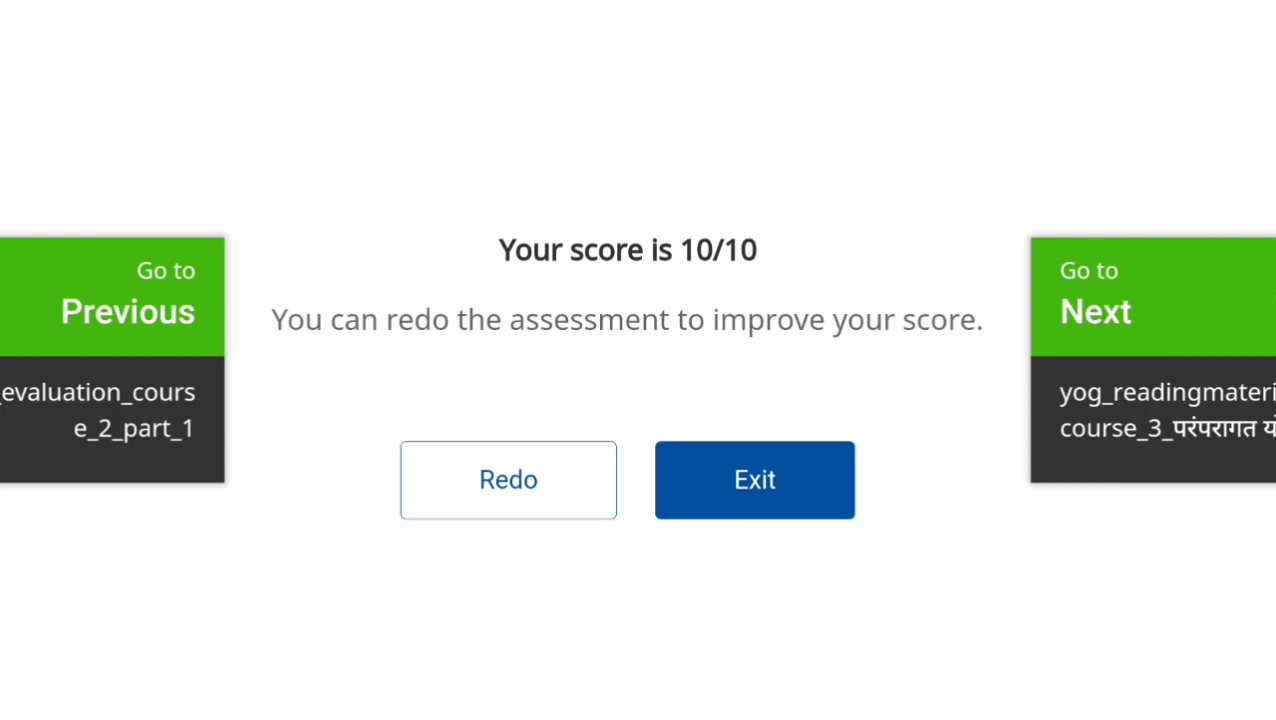 Your score is 10/10
You can redo the assessment to improve your score.
Go to
Previous
evaluation_cours
e_2_part_1
Redo
Exit
Go to
Next
yog_readingmateri
course_3_परंपरागत